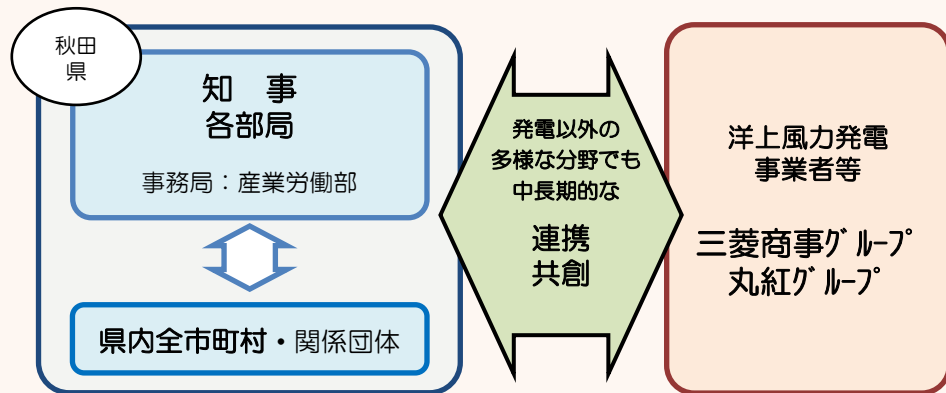 秋田
県
知　事
各部局
事務局：産業労働部
県内全市町村・関係団体
発電以外の
多様な分野でも
中長期的な
連携
共創
洋上風力発電
事業者等
三菱商事ｸﾞﾙｰﾌﾟ
丸紅ｸﾞﾙｰﾌﾟ